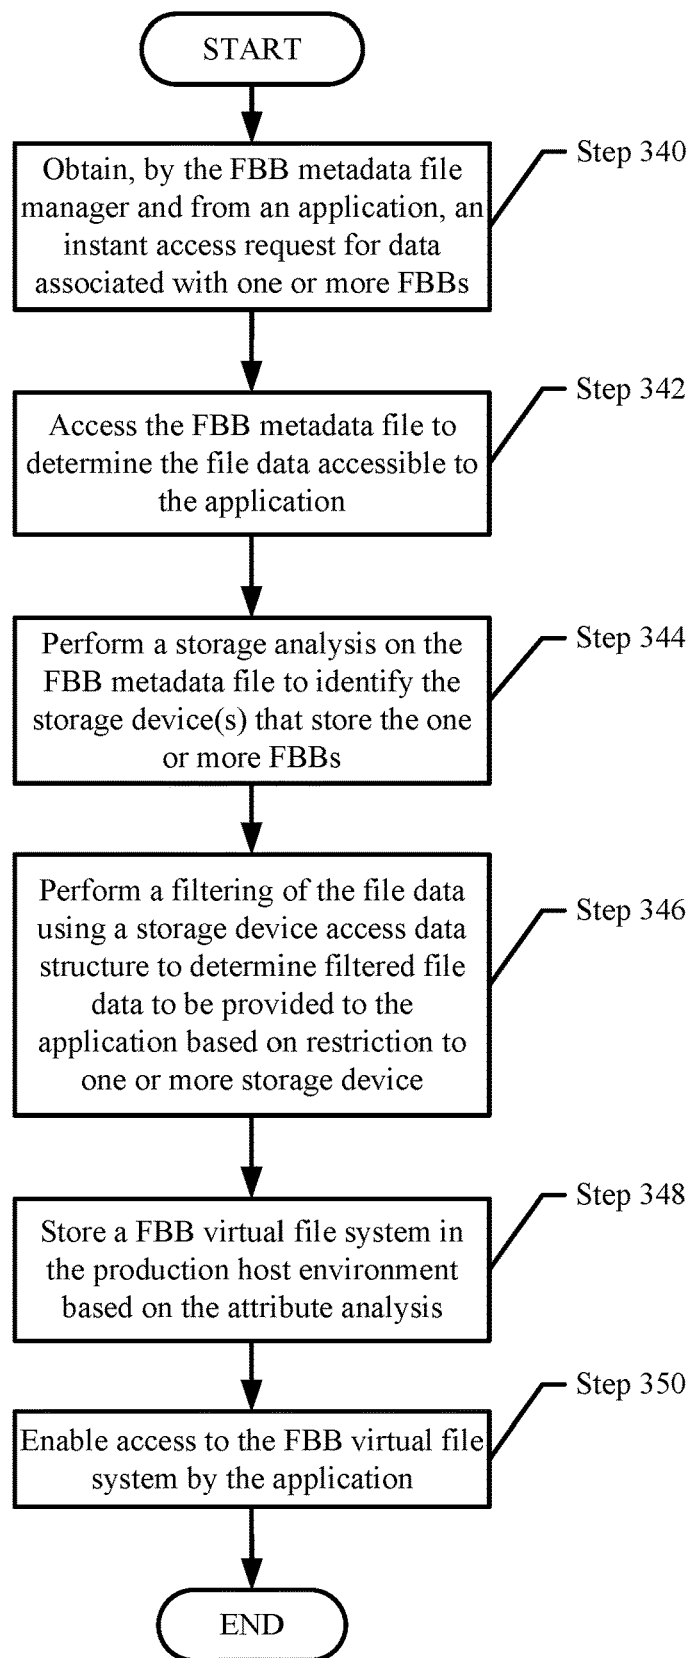 START
Step 340
Obtain, by the FBB metadata file
manager and from an application, an
instant access request for data
associated with one or more FBBs
Step 342
Access the FBB metadata file to
determine the file data accessible to
the application
Step 344
Perform a storage analysis on the
FBB metadata file to identify the
storage device(s) that store the one
or more FBBs
Step 346
Perform a filtering of the file data
using a storage device access data
structure to determine filtered file
data to be provided to the
application based on restriction to
one or more storage device
Step 348
Store a FBB virtual file system in
the production host environment
based on the attribute analysis
Step 350
Enable access to the FBB virtual file
system by the application
END